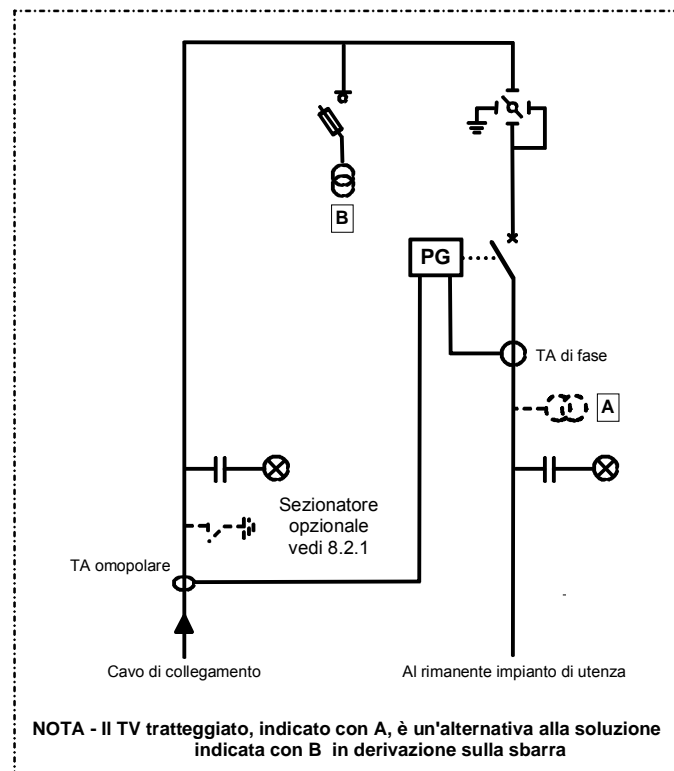 B
PG
TA di fase
A
Sezionatore
opzionale
vedi 8.2.1
TA omopolare
Cavo di collegamento
Al rimanente impianto di utenza
NOTA - Il TV tratteggiato, indicato con A, è un'alternativa alla soluzione
indicata con B in derivazione sulla sbarra